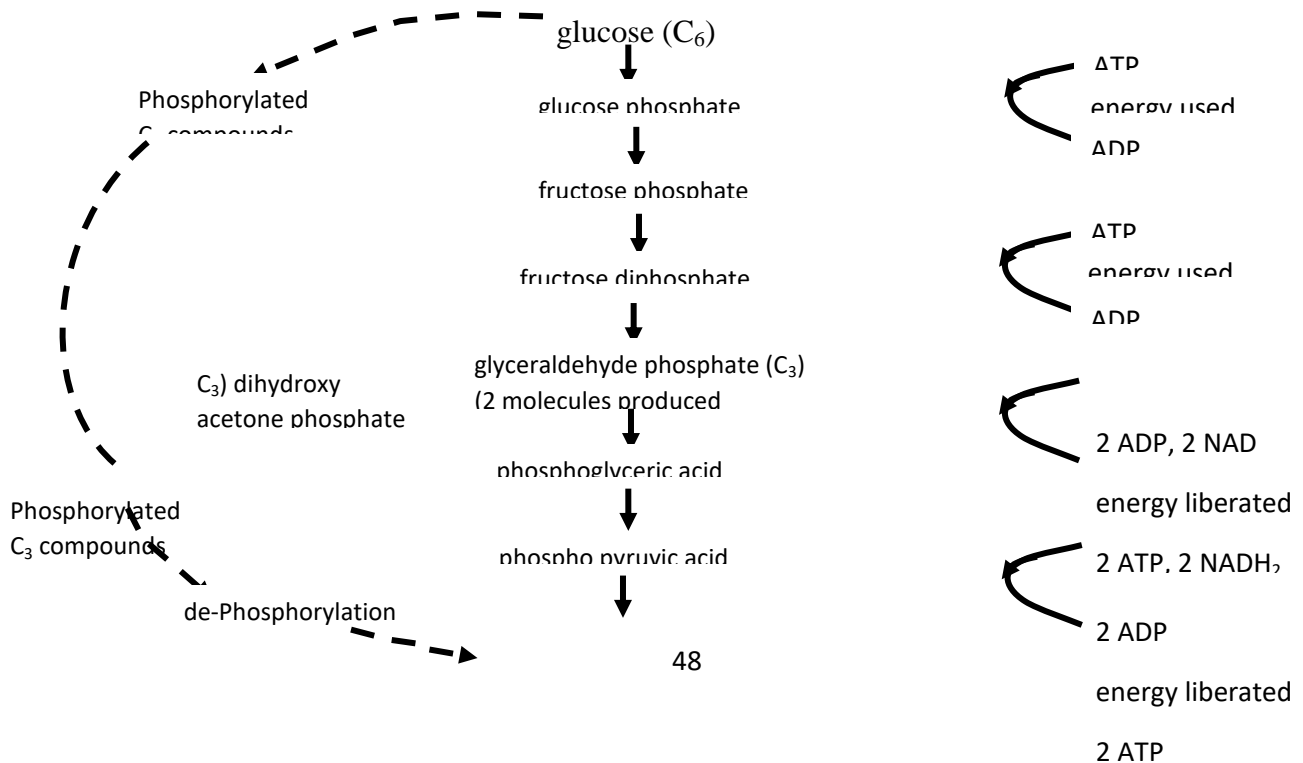 glucose (C₆)
Phosphorylated
C compounds
glucose phosphate
fructose phosphate
fructose diphosphate
glyceraldehyde phosphate (C₃)
(2 molecules produced
C₃) dihydroxy
acetone phosphate
phosphoglyceric acid
Phosphorylated
C₃ compounds
phospho pyruvic acid
de-Phosphorylation
48
ATP
energy used
ADP
ATP
energy used
ADP
2 ADP, 2 NAD
energy liberated
2 ATP, 2 NADH₂
2 ADP
energy liberated
2 ATP